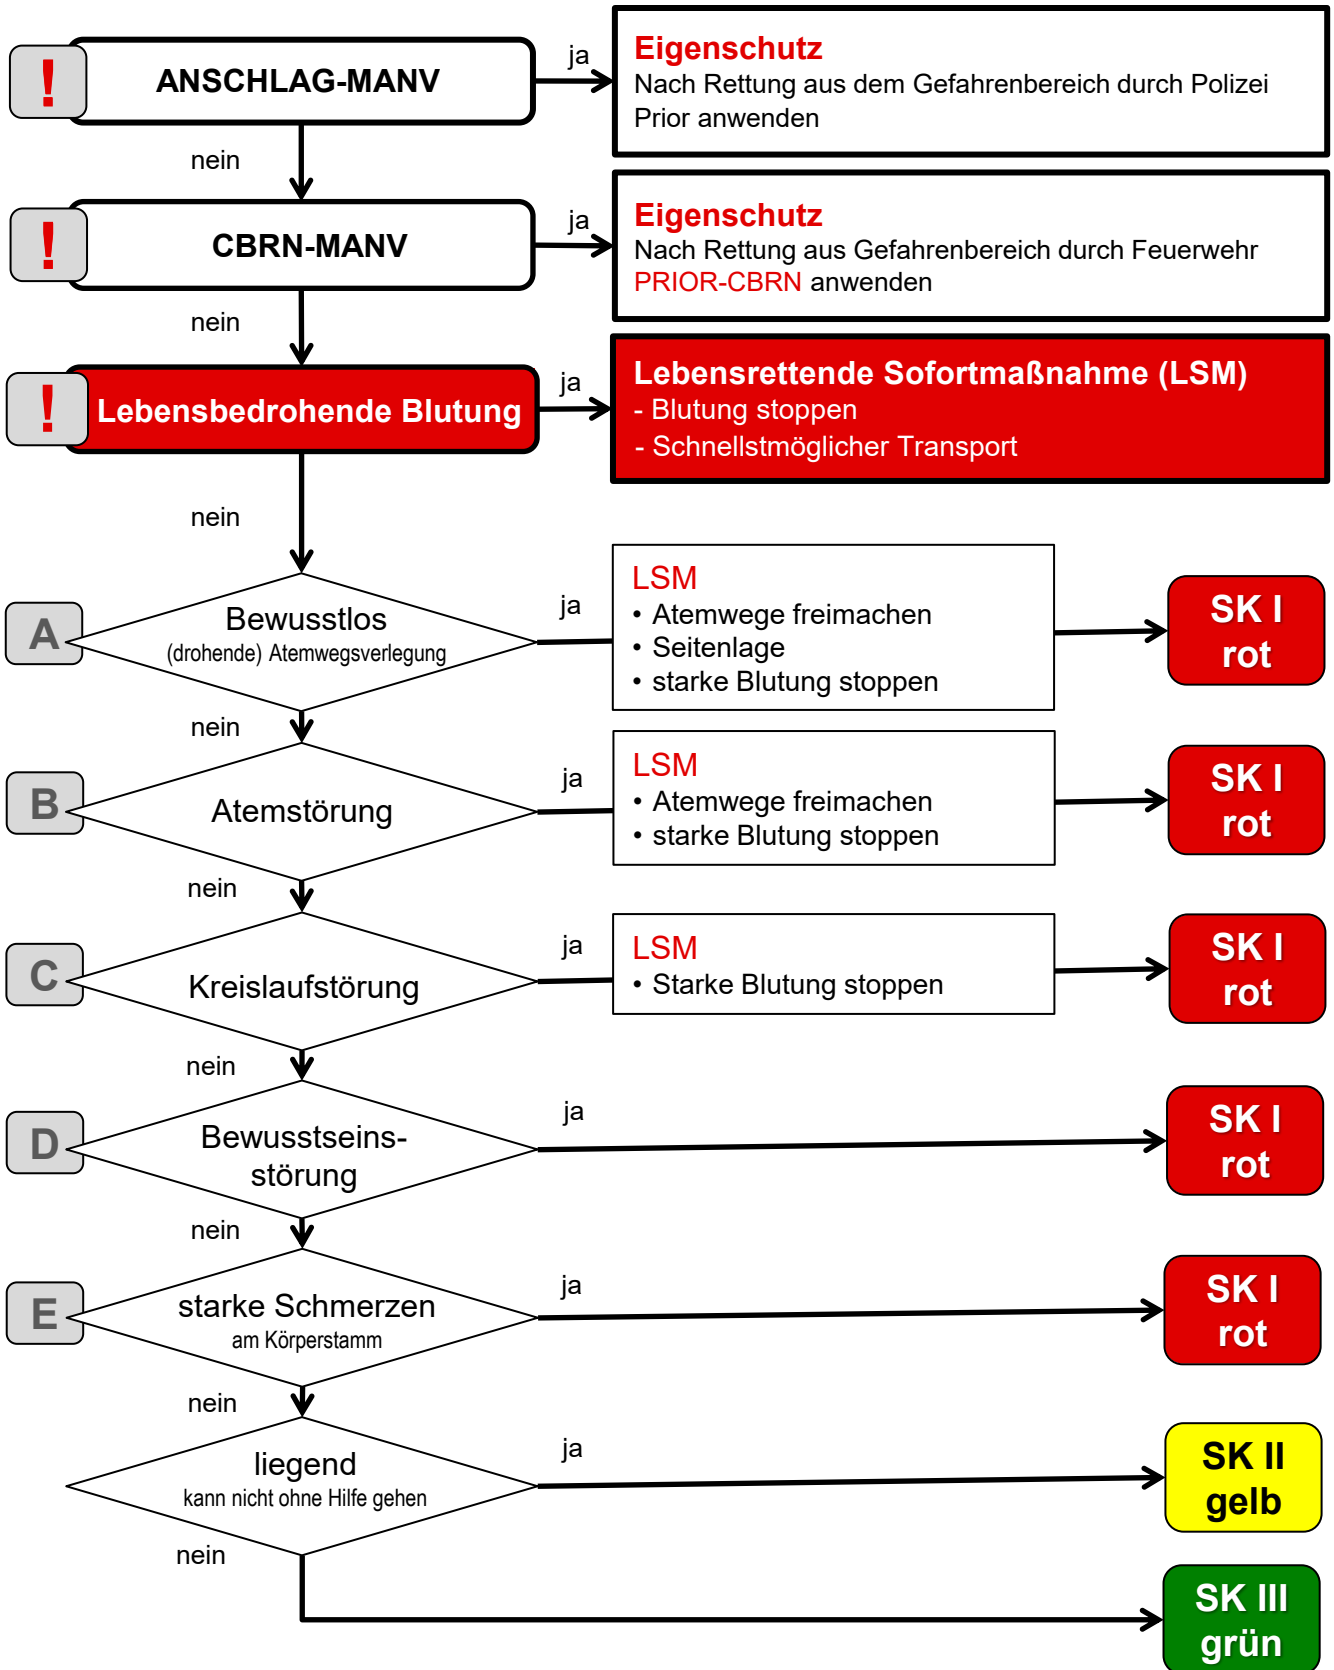 !
ANSCHLAG-MANV
ja
Eigenschutz
Nach Rettung aus dem Gefahrenbereich durch Polizei
Prior anwenden
nein
!
CBRN-MANV
ja
Eigenschutz
Nach Rettung aus Gefahrenbereich durch Feuerwehr
PRIOR-CBRN anwenden
nein
!
Lebensbedrohende Blutung
ja
Lebensrettende Sofortmaßnahme (LSM)
- Blutung stoppen
- Schnellstmöglicher Transport
nein
A
Bewusstlos
(drohende) Atemwegsverlegung
ja
LSM
• Atemwege freimachen
• Seitenlage
• starke Blutung stoppen
SK I
rot
nein
B
Atemstörung
ja
LSM
• Atemwege freimachen
• starke Blutung stoppen
SK I
rot
nein
C
Kreislaufstörung
ja
LSM
• Starke Blutung stoppen
SK I
rot
nein
D
Bewusstseins-
störung
ja
SK I
rot
nein
E
starke Schmerzen
am Körperstamm
ja
SK I
rot
nein
liegend
kann nicht ohne Hilfe gehen
ja
SK II
gelb
nein
SK III
grün